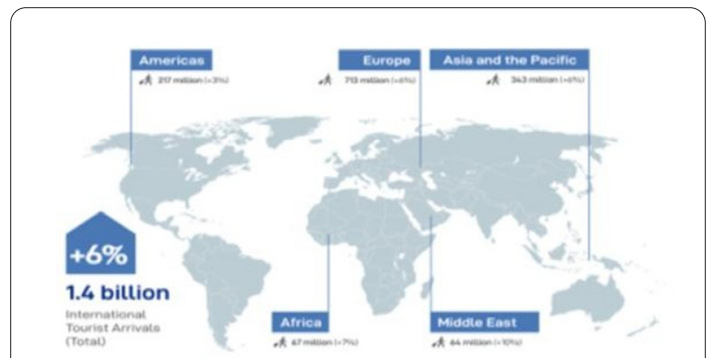 Americas
217 million (+3%)
Europe
713 million (+6%)
Asia and the Pacific
343 million (+6%)
+6%
1.4 billion
International
Tourist Arrivals
(Total)
Africa
67 million (+7%)
Middle East
64 million (+10%)